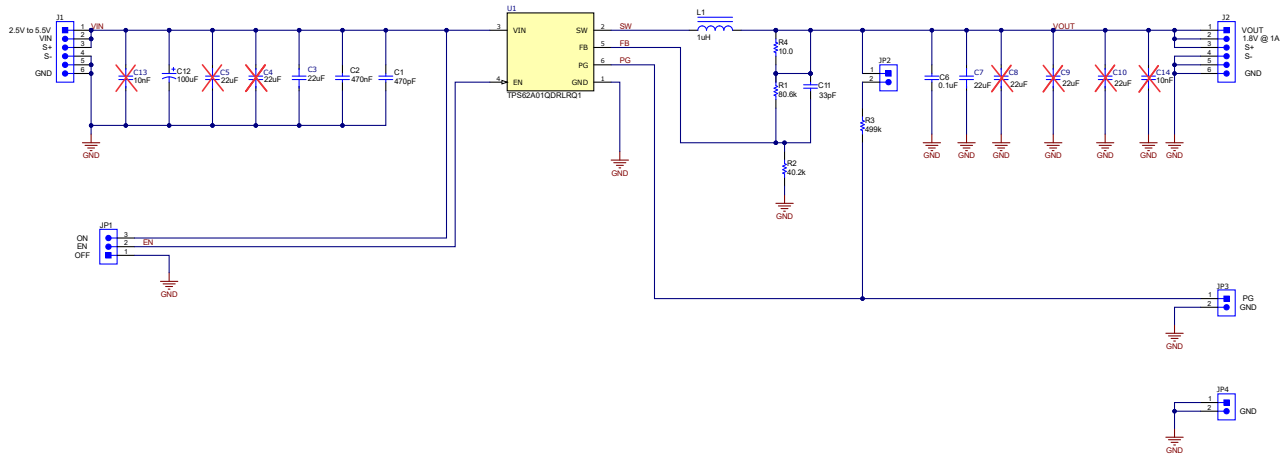 J1
2.5V to 5.5V
VIN
S+
S-
GND
1
2
3
4
5
6
VIN
C13
10nF
C12
100uF
C5
22uF
C4
22uF
C3
22uF
C2
470nF
C1
470pF
GND
U1
3
VIN
4
EN
SW
2
FB
5
PG
6
GND
1
TPS62A01QDRLRQ1
SW
FB
PG
GND
L1
1uH
R4
10.0
R1
80.6k
C11
33pF
R2
40.2k
GND
JP2
1
2
R3
499k
VOUT
C6
0.1uF
C7
22uF
C8
22uF
C9
22uF
C10
22uF
C14
10nF
GND
GND
GND
GND
GND
GND
GND
J2
1
2
3
4
5
6
VOUT
1.8V @ 1A
S+
S-
GND
JP1
ON
EN
OFF
3
2
1
EN
GND
JP3
1
2
PG
GND
GND
JP4
1
2
GND
GND